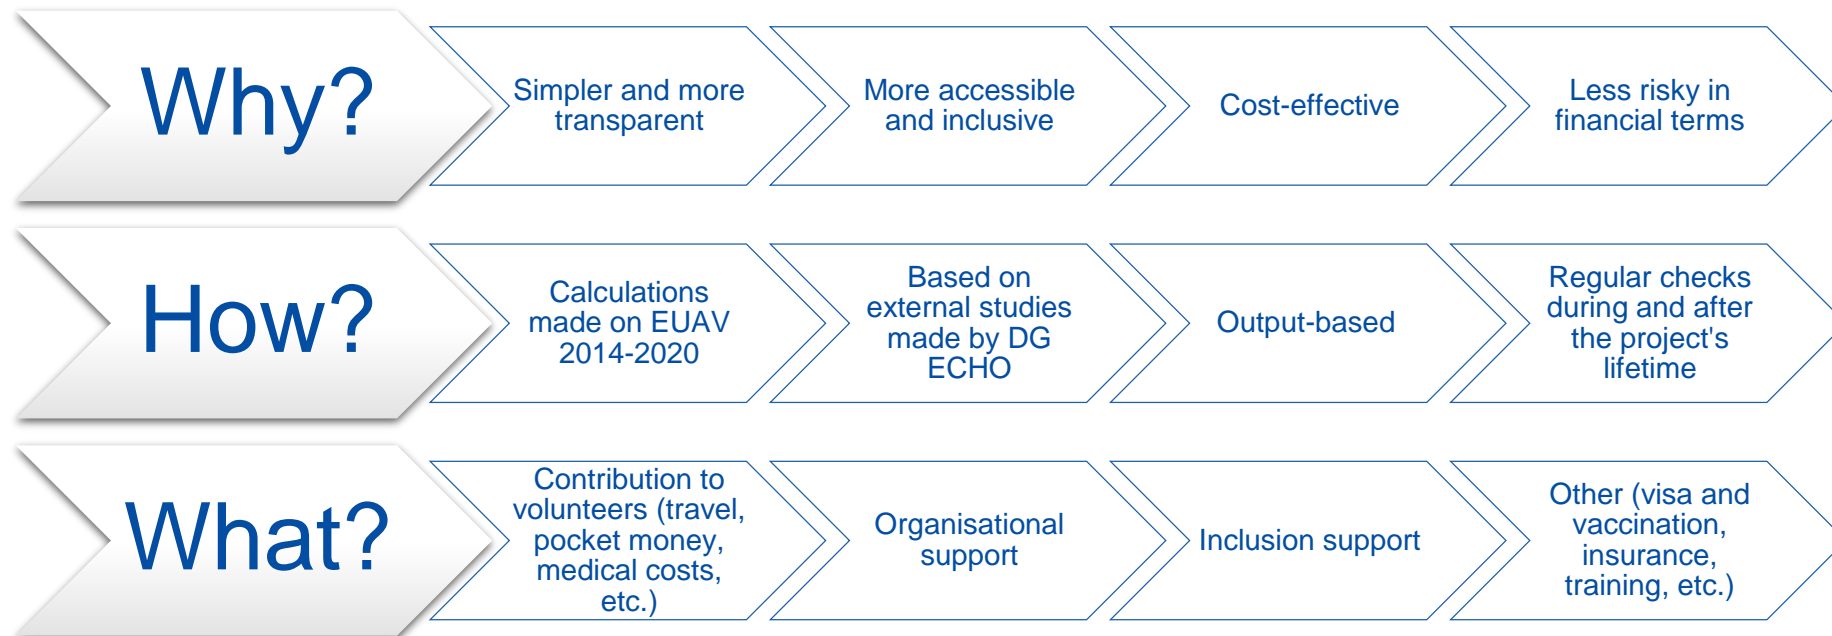 Why?
Simpler and more
transparent
More accessible
and inclusive
Cost-effective
Less risky in
financial terms
How?
Calculations
made on EUAV
2014-2020
Based on
external studies
made by DG
ECHO
Output-based
Regular checks
during and after
the project's
lifetime
What?
Contribution to
volunteers (travel,
pocket money,
medical costs,
etc.)
Organisational
support
Inclusion support
Other (visa and
vaccination,
insurance,
training, etc.)